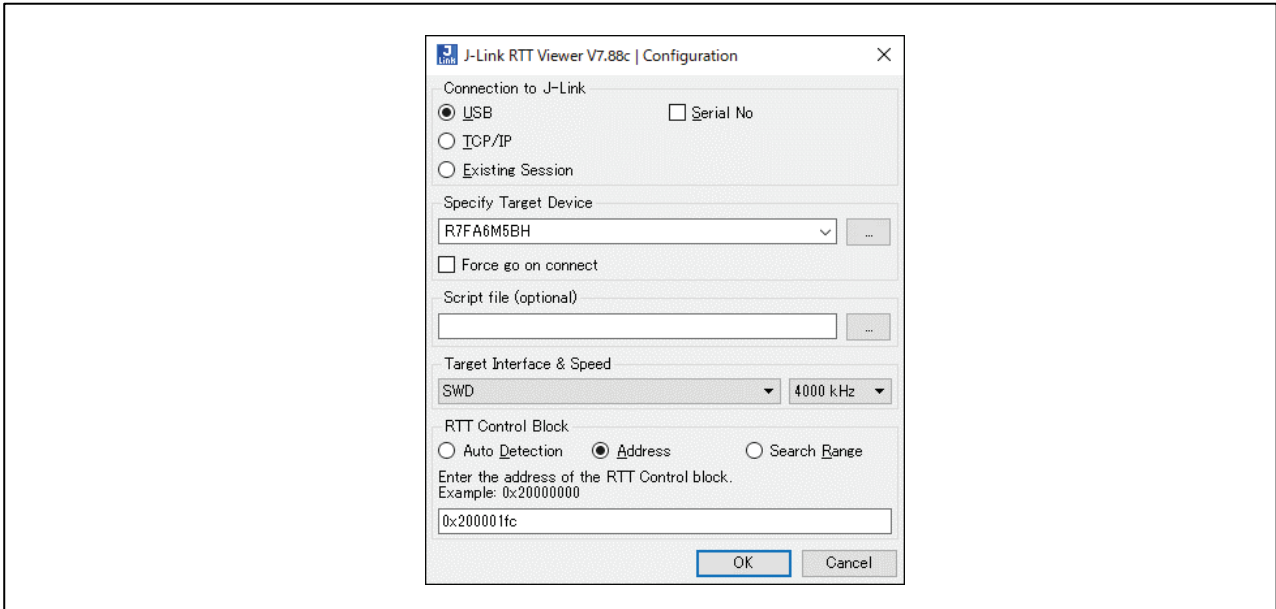 J-Link RTT Viewer V7.88c | Configuration
Connection to J-Link
USB Serial No
TCP/IP
Existing Session
Specify Target Device
R7FA6M5BH ...
Force go on connect
Script file (optional)
...
Target Interface & Speed
SWD 4000 kHz
RTT Control Block
Auto Detection Address Search Range
Enter the address of the RTT Control block.
Example: 0x20000000
0x200001fc
OK Cancel